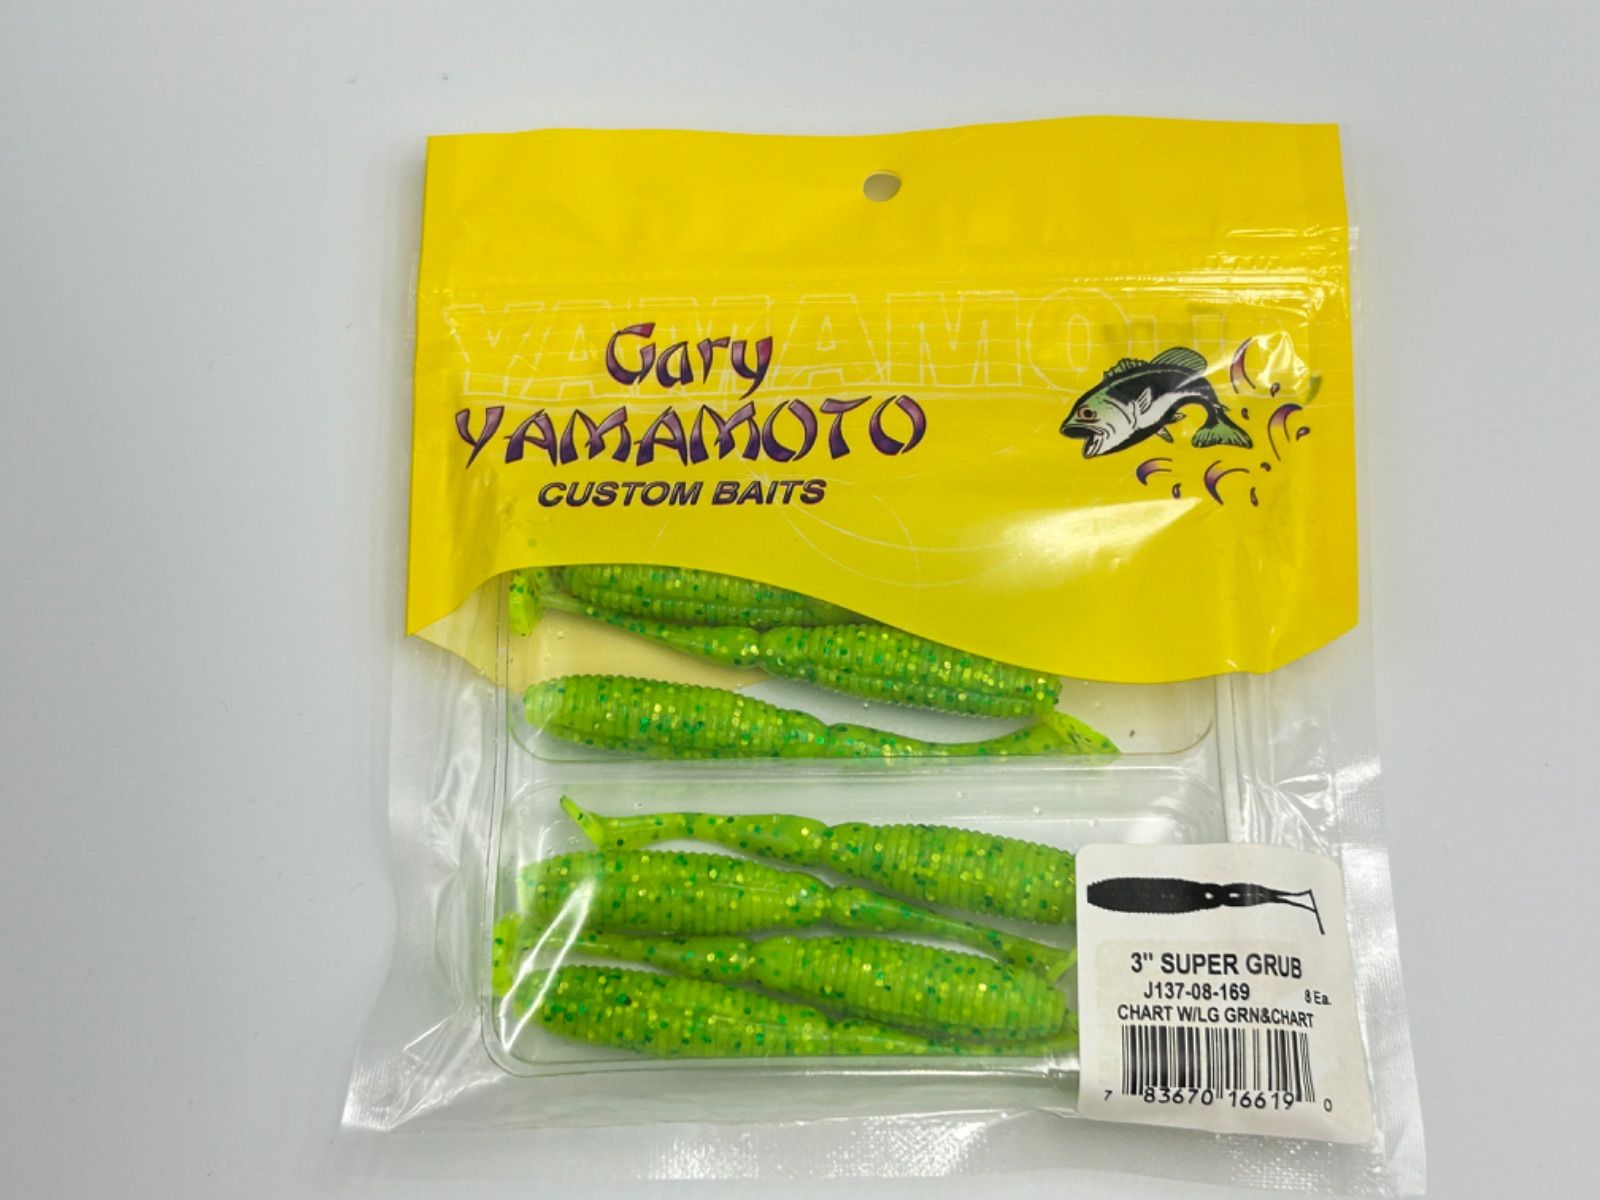 YAMAMOTO
Gary
YAMAMOTO
CUSTOM BAITS
3" SUPER GRUB
J137-08-169 8 Ea.
CHART W/LG GRN&CHART
7 83670 16619 0